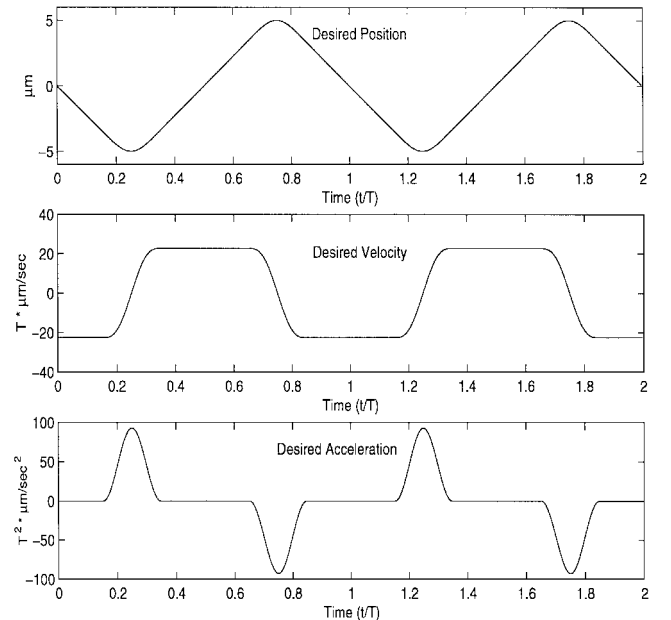 Desired Position
5
0
−5
μm
0 0.2 0.4 0.6 0.8 1 1.2 1.4 1.6 1.8 2
Time (t/T)
Desired Velocity
40
20
0
−20
−40
T * μm/sec
0 0.2 0.4 0.6 0.8 1 1.2 1.4 1.6 1.8 2
Time (t/T)
Desired Acceleration
100
50
0
−50
−100
T² * μm/sec²
0 0.2 0.4 0.6 0.8 1 1.2 1.4 1.6 1.8 2
Time (t/T)